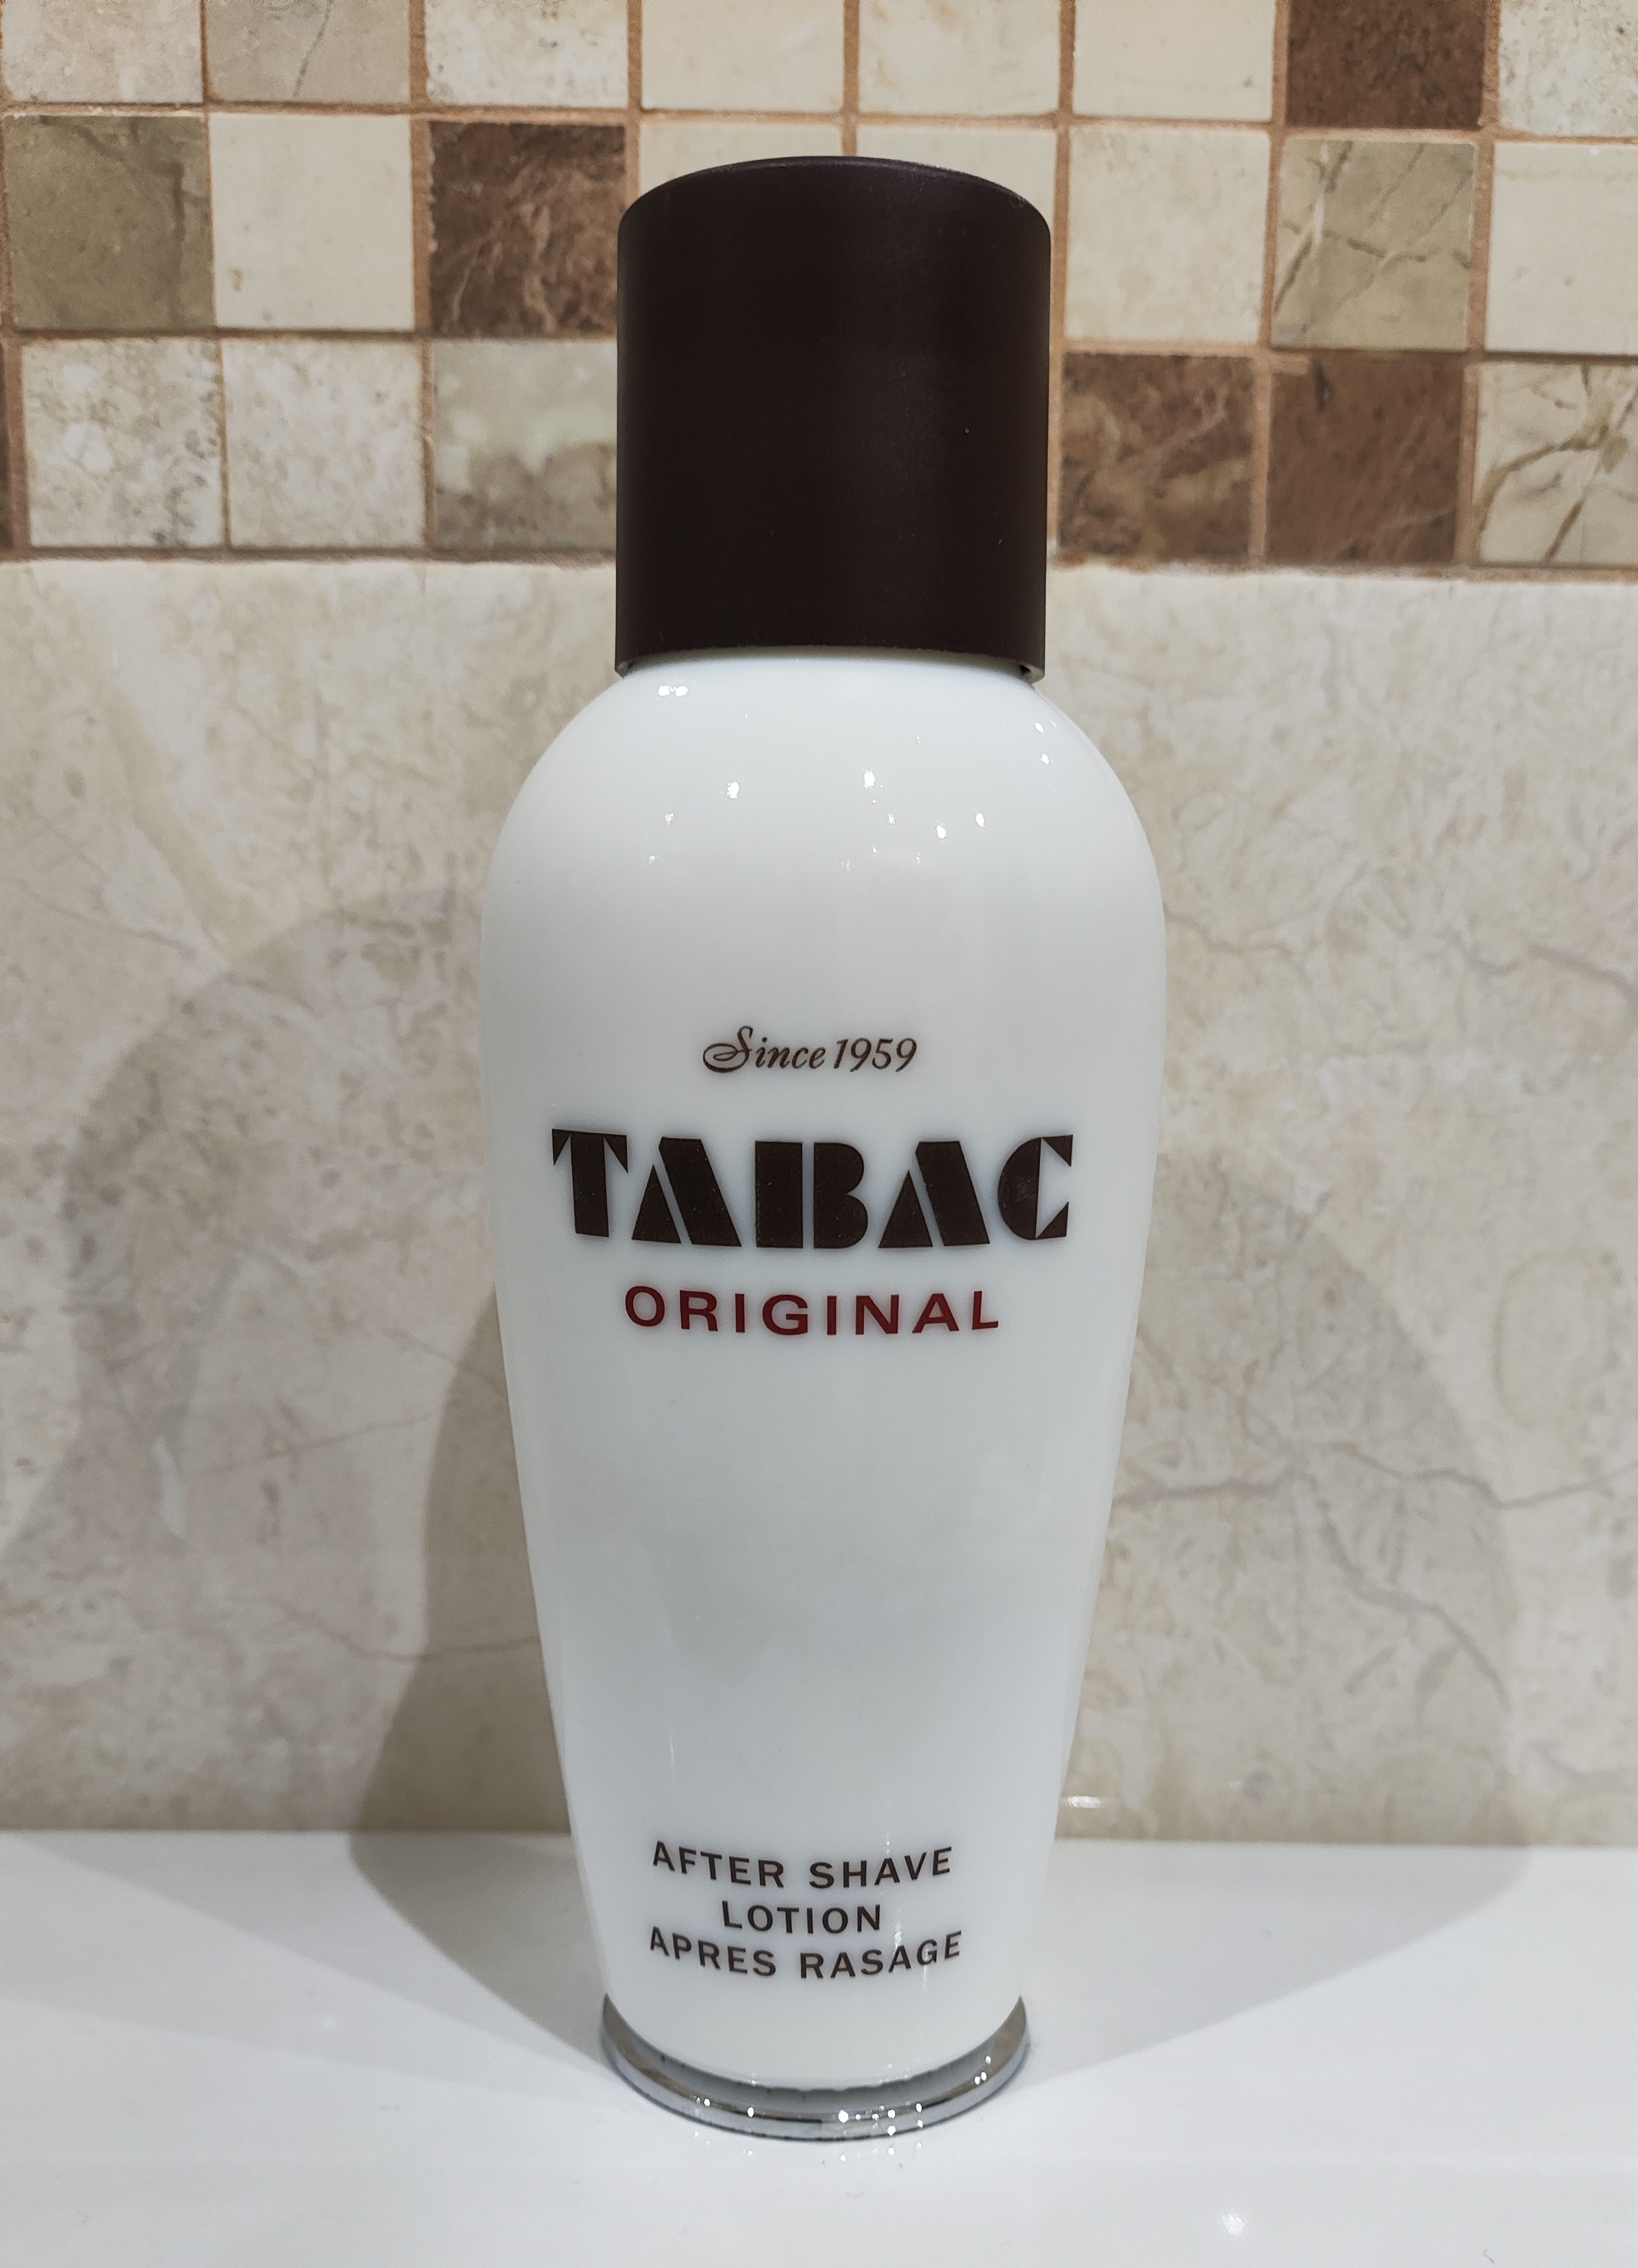 Since 1959
TABAC
ORIGINAL
AFTER SHAVE
LOTION
APRES RASAGE